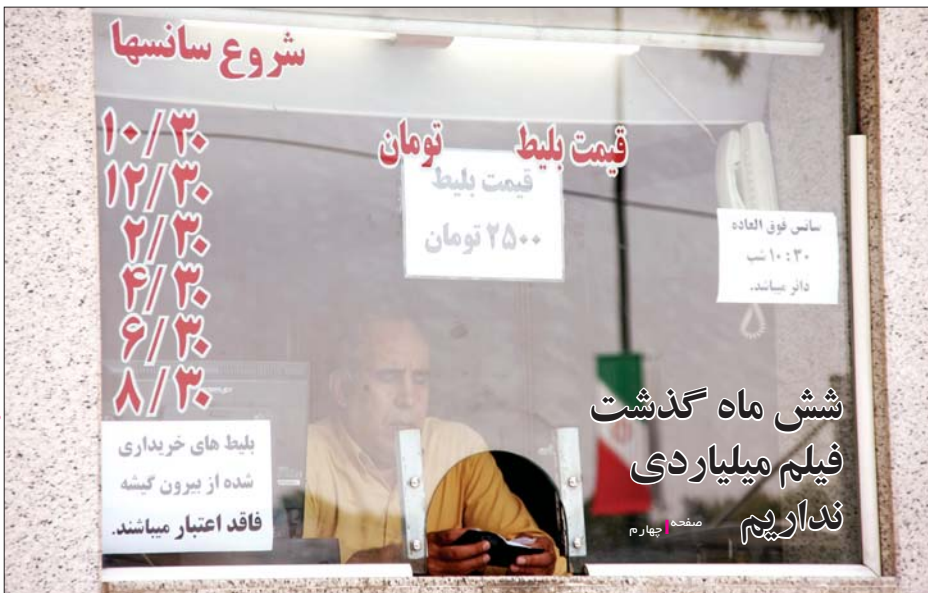 شروع سانسها
۱۰/۳۰
۱۲/۳۰
۲/۳۰
۴/۳۰
۶/۳۰
۸/۳۰
قیمت بلیط تومان
قیمت بلیط
۲۵۰۰ تومان
سانس فوق العاده
۱۰:۳۰ شب
دائر میباشد.
بلیط های خریداری
شده از بیرون گیشه
فاقد اعتبار میباشند.
شش ماه گذشت
فیلم میلیاردی
نداریم
صفحه چهارم